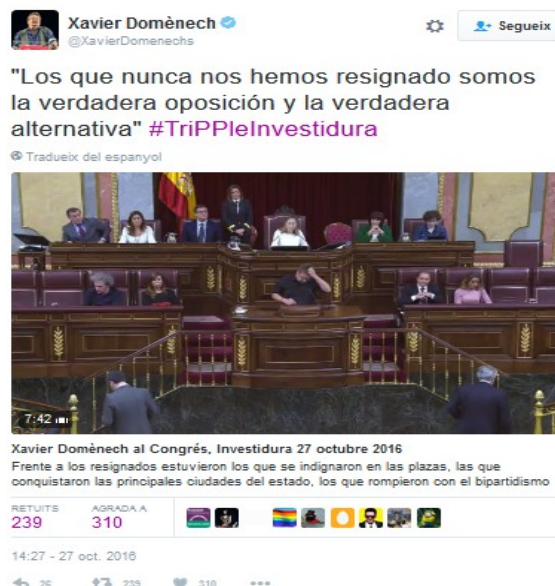 Xavier Domènech
@XavierDomenechs
Segueix
"Los que nunca nos hemos resignado somos
la verdadera oposición y la verdadera
alternativa" #TriPPleInvestidura
Tradueix del espanyol
7:42
Xavier Domènech al Congrés, Investidura 27 octubre 2016
Frente a los resignados estuvieron los que se indignaron en las plazas, las que
conquistaron las principales ciudades del estado, los que rompieron con el bipartidismo
RETUITS
239
AGRADA A
310
14:27 - 27 oct. 2016
26 239 310